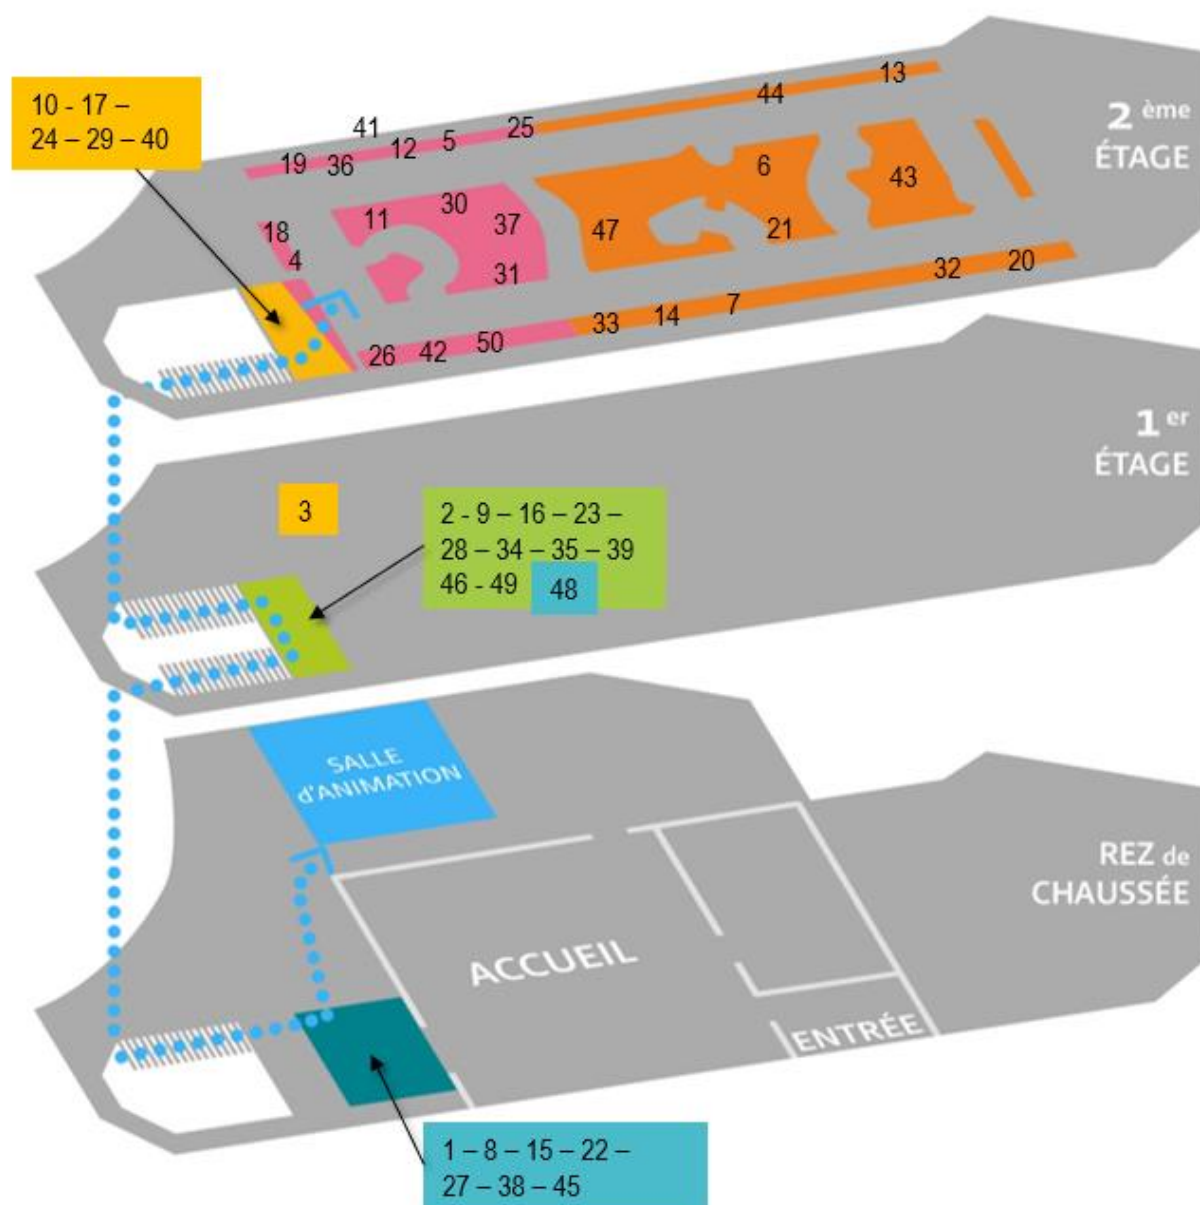 13
44
2 ème
ÉTAGE
10 - 17 –
24 – 29 – 40
41
25
5
12
36
19
6
43
30
11
37
47
21
18
4
31
32
20
7
14
33
50
42
26
1 er
ÉTAGE
3
2 - 9 – 16 – 23 –
28 – 34 – 35 – 39
46 - 49
48
SALLE
d'ANIMATION
REZ de
CHAUSSÉE
ACCUEIL
ENTRÉE
1 – 8 – 15 – 22 –
27 – 38 – 45